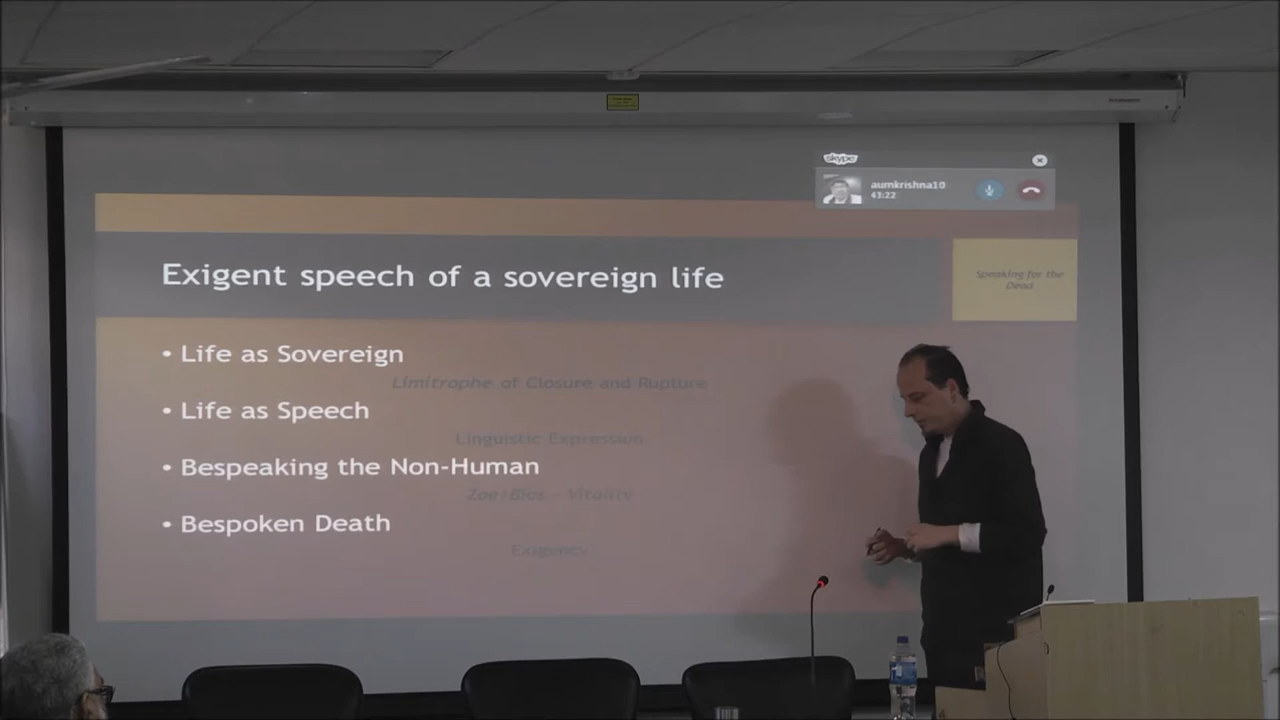 skype
aumkrishna10
43:22
Exigent speech of a sovereign life
Speaking for the
Dead
• Life as Sovereign
Limitrophe of Closure and Rupture
• Life as Speech
Linguistic Expression
• Bespeaking the Non-Human
Zoe/Bios - Vitality
• Bespoken Death
Exigency